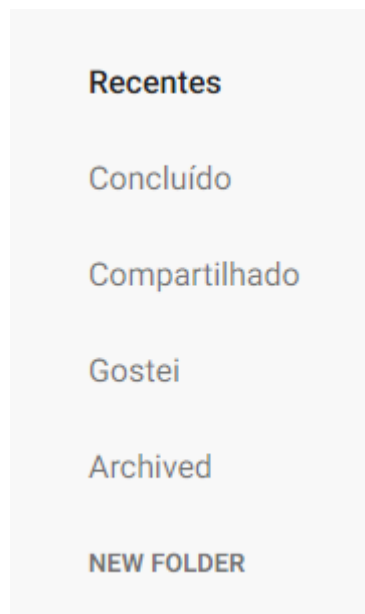 Recentes
Concluído
Compartilhado
Gostei
Archived
NEW FOLDER